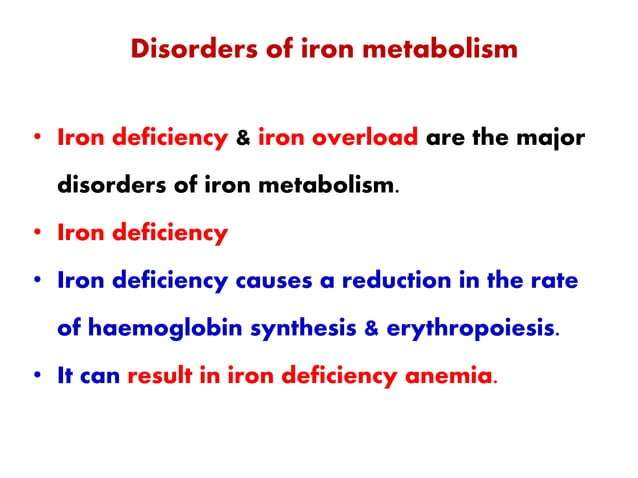 Disorders of iron metabolism
• Iron deficiency & iron overload are the major
disorders of iron metabolism.
• Iron deficiency
• Iron deficiency causes a reduction in the rate
of haemoglobin synthesis & erythropoiesis.
• It can result in iron deficiency anemia.